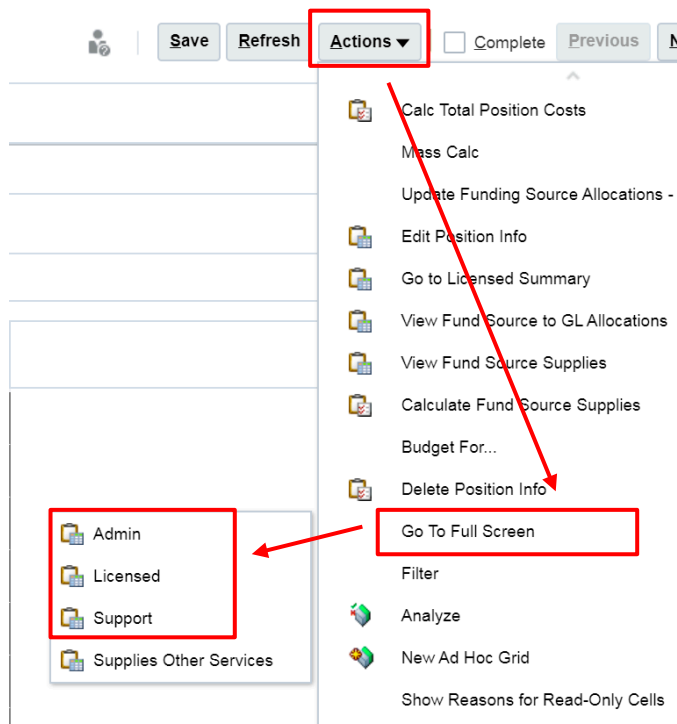 Save Refresh Actions Complete Previous
Calc Total Position Costs
Mass Calc
Update Funding Source Allocations -
Edit Position Info
Go to Licensed Summary
View Fund Source to GL Allocations
View Fund Source Supplies
Calculate Fund Source Supplies
Budget For...
Delete Position Info
Go To Full Screen
Filter
Analyze
New Ad Hoc Grid
Show Reasons for Read-Only Cells
Admin
Licensed
Support
Supplies Other Services